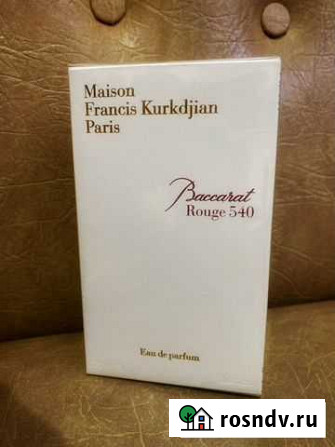 Maison
Francis Kurkdjian
Paris
Baccarat
Rouge 540
Eau de parfum
rosndv.ru